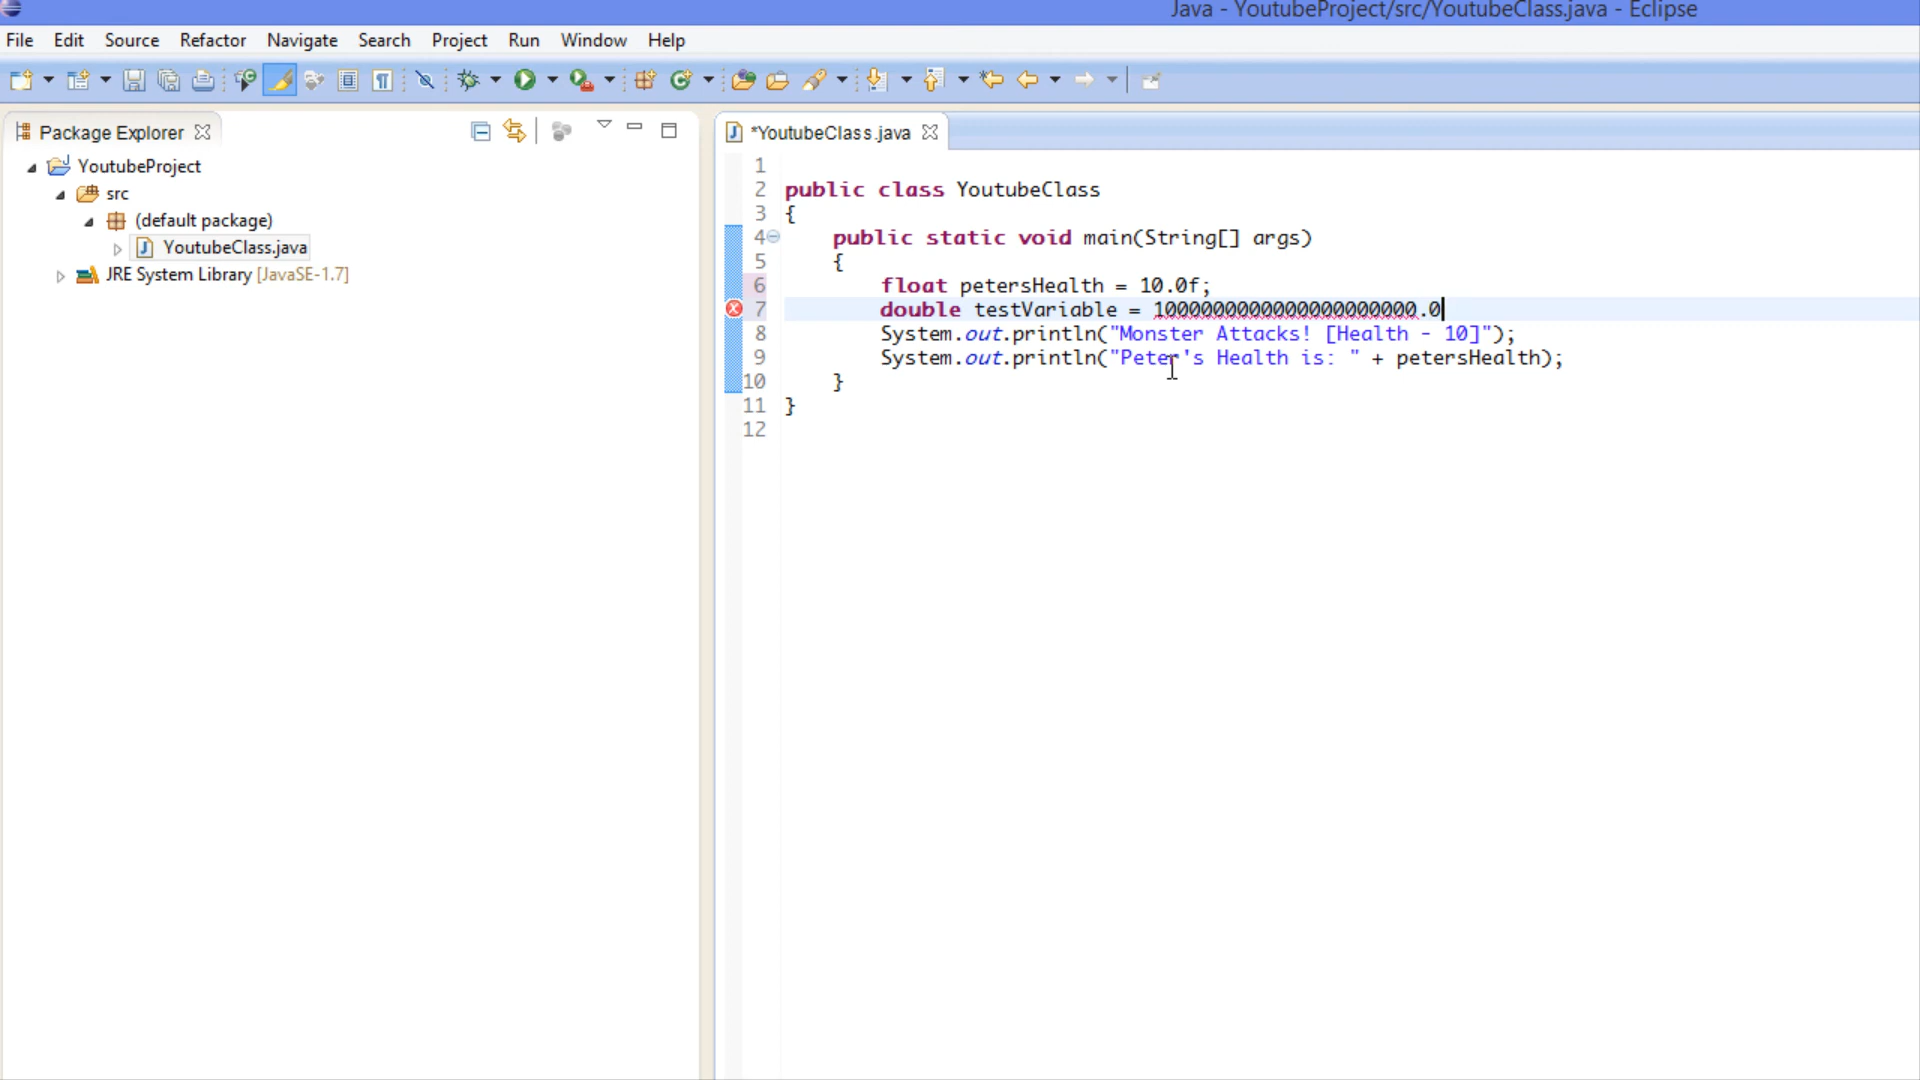 Java - YoutubeProject/src/YoutubeClass.java - Eclipse
File Edit Source Refactor Navigate Search Project Run Window Help
Package Explorer
YoutubeProject
src
(default package)
YoutubeClass.java
JRE System Library [JavaSE-1.7]
*YoutubeClass.java
1
2 public class YoutubeClass
3 {
4 public static void main(String[] args)
5 {
6 float petersHealth = 10.0f;
7 double testVariable = 1000000000000000000000.0
8 System.out.println("Monster Attacks! [Health - 10]");
9 System.out.println("Peter's Health is: " + petersHealth);
10 }
11 }
12